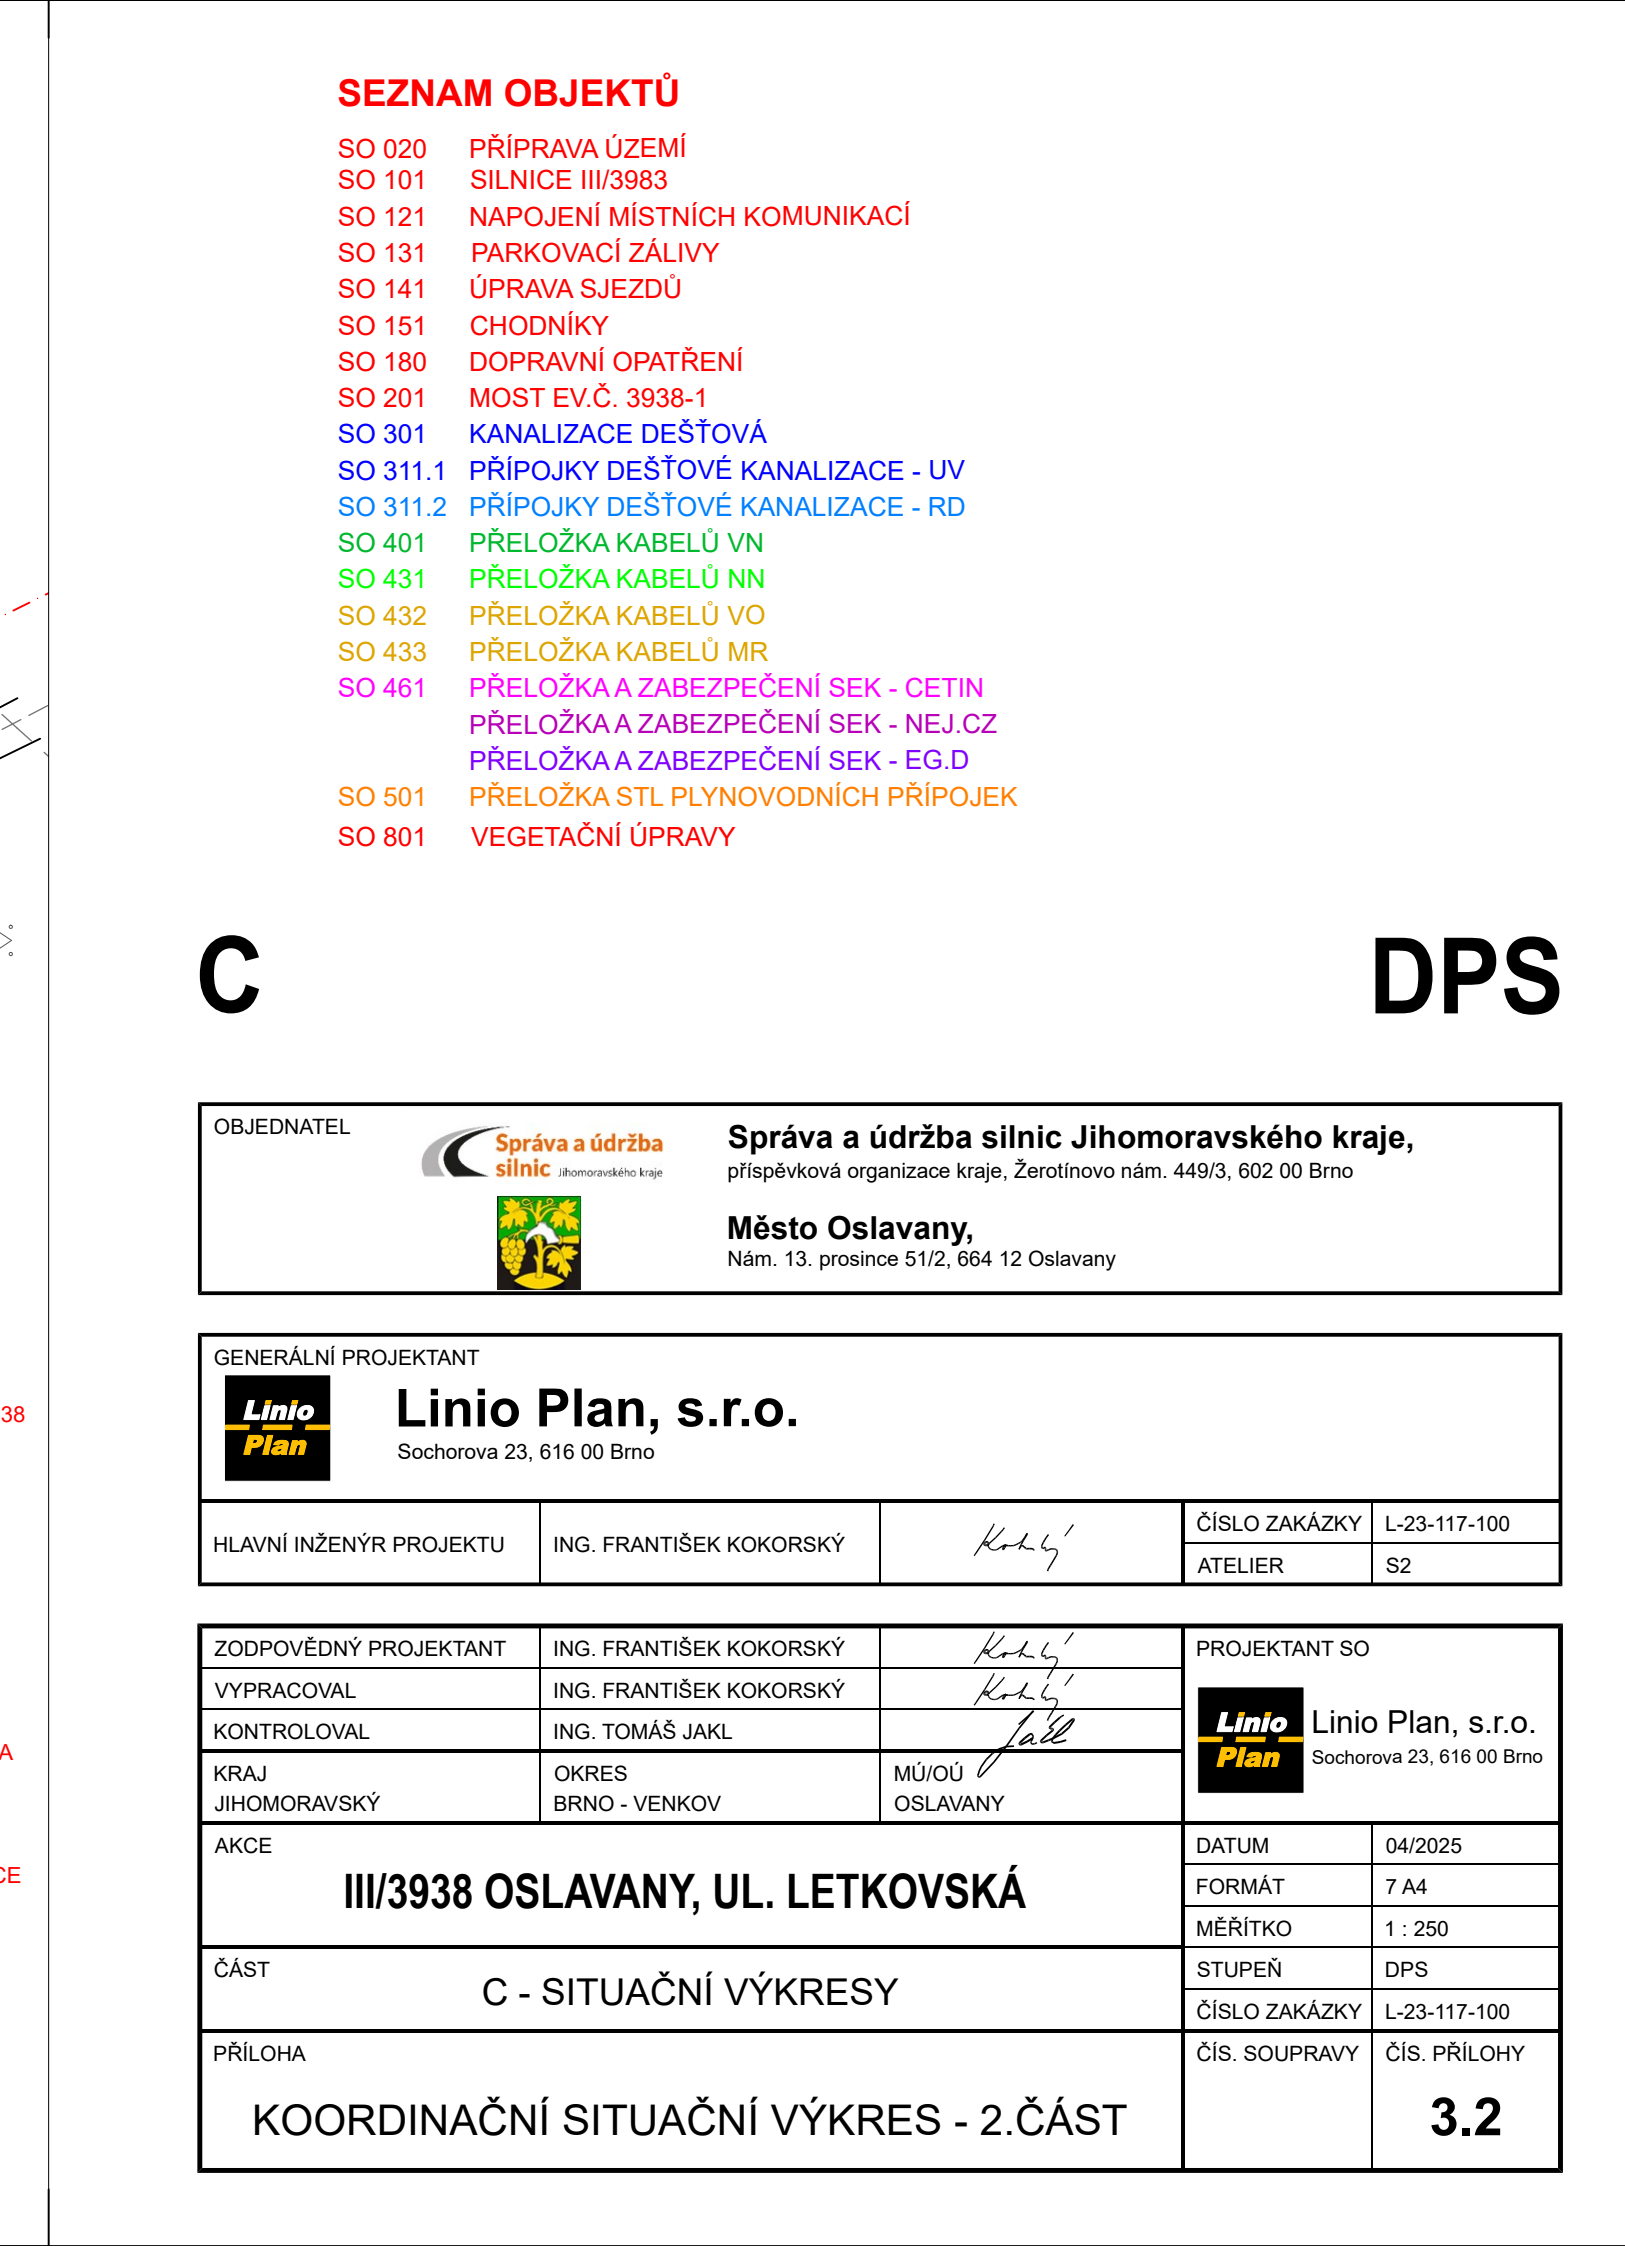 SEZNAM OBJEKTŮ
SO 020 PŘÍPRAVA ÚZEMÍ
SO 101 SILNICE III/3983
SO 121 NAPOJENÍ MÍSTNÍCH KOMUNIKACÍ
SO 131 PARKOVACÍ ZÁLIVY
SO 141 ÚPRAVA SJEZDŮ
SO 151 CHODNÍKY
SO 180 DOPRAVNÍ OPATŘENÍ
SO 201 MOST EV.Č. 3938-1
SO 301 KANALIZACE DEŠŤOVÁ
SO 311.1 PŘÍPOJKY DEŠŤOVÉ KANALIZACE - UV
SO 311.2 PŘÍPOJKY DEŠŤOVÉ KANALIZACE - RD
SO 401 PŘELOŽKA KABELŮ VN
SO 431 PŘELOŽKA KABELŮ NN
SO 432 PŘELOŽKA KABELŮ VO
SO 433 PŘELOŽKA KABELŮ MR
SO 461 PŘELOŽKA A ZABEZPEČENÍ SEK - CETIN
PŘELOŽKA A ZABEZPEČENÍ SEK - NEJ.CZ
PŘELOŽKA A ZABEZPEČENÍ SEK - EG.D
SO 501 PŘELOŽKA STL PLYNOVODNÍCH PŘÍPOJEK
SO 801 VEGETAČNÍ ÚPRAVY
C DPS
OBJEDNATEL
Správa a údržba
silnic Jihomoravského kraje
Správa a údržba silnic Jihomoravského kraje,
příspěvková organizace kraje, Žerotínovo nám. 449/3, 602 00 Brno
Město Oslavany,
Nám. 13. prosince 51/2, 664 12 Oslavany
GENERÁLNÍ PROJEKTANT
Linio
Plan
Linio Plan, s.r.o.
Sochorova 23, 616 00 Brno
38
HLAVNÍ INŽENÝR PROJEKTU ING. FRANTIŠEK KOKORSKÝ
ČÍSLO ZAKÁZKY L-23-117-100
ATELIER S2
ZODPOVĚDNÝ PROJEKTANT ING. FRANTIŠEK KOKORSKÝ
VYPRACOVAL ING. FRANTIŠEK KOKORSKÝ
KONTROLOVAL ING. TOMÁŠ JAKL
KRAJ OKRES MÚ/OÚ
JIHOMORAVSKÝ BRNO - VENKOV OSLAVANY
PROJEKTANT SO
Linio
Plan
Linio Plan, s.r.o.
Sochorova 23, 616 00 Brno
A
CE
AKCE
III/3938 OSLAVANY, UL. LETKOVSKÁ
DATUM 04/2025
FORMÁT 7 A4
MĚŘÍTKO 1 : 250
ČÁST
C - SITUAČNÍ VÝKRESY
STUPEŇ DPS
ČÍSLO ZAKÁZKY L-23-117-100
PŘÍLOHA
KOORDINAČNÍ SITUAČNÍ VÝKRES - 2.ČÁST
ČÍS. SOUPRAVY ČÍS. PŘÍLOHY
3.2